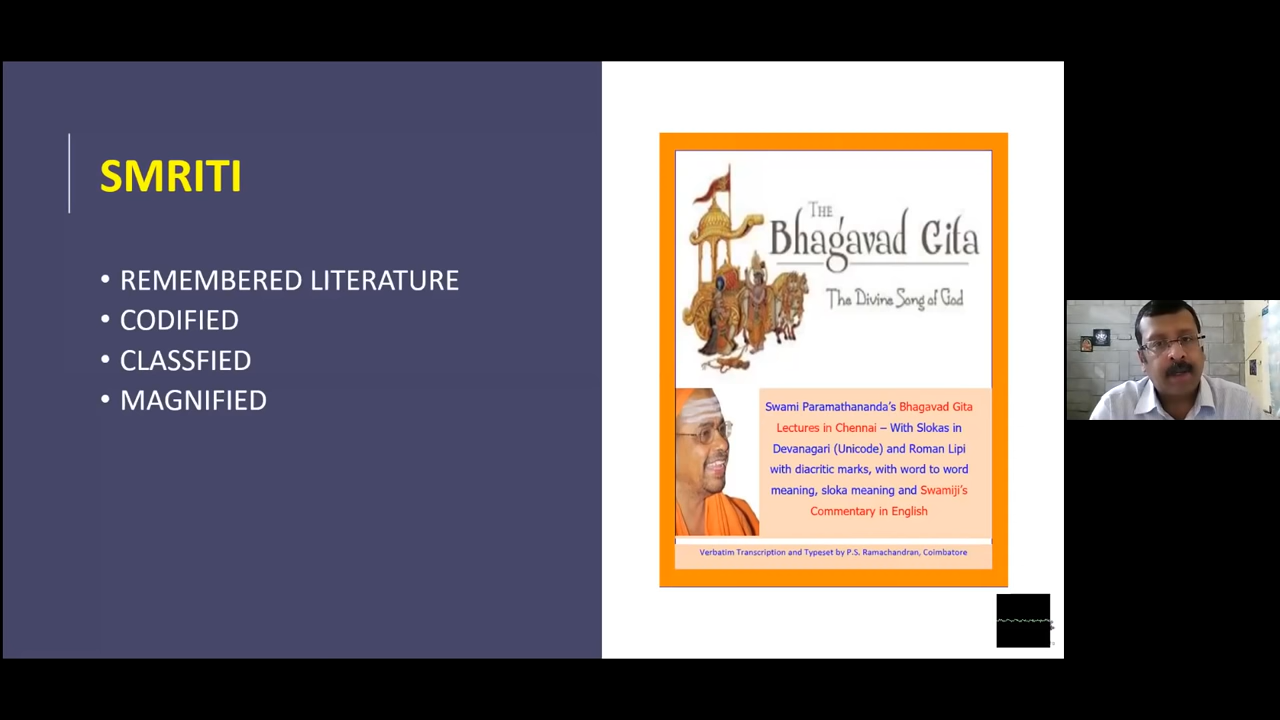 SMRITI
• REMEMBERED LITERATURE
• CODIFIED
• CLASSFIED
• MAGNIFIED
THE
Bhagavad Gita
The Divine Song of God
Swami Paramathananda's Bhagavad Gita
Lectures in Chennai – With Slokas in
Devanagari (Unicode) and Roman Lipi
with diacritic marks, with word to word
meaning, sloka meaning and Swamiji's
Commentary in English
Verbatim Transcription and Typeset by P.S. Ramachandran, Coimbatore